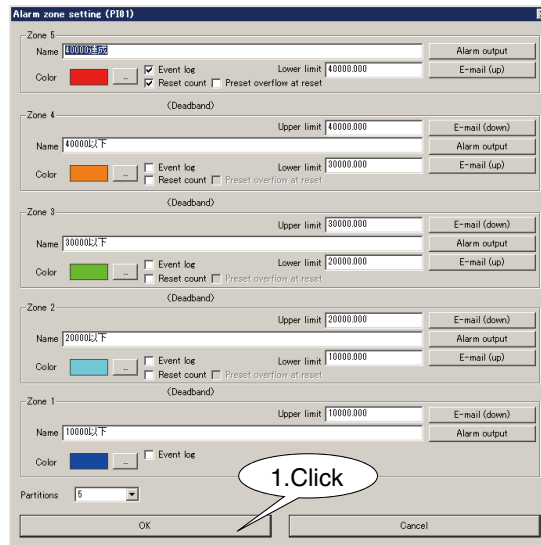 Alarm zone setting (PI01)
Zone 5
Name 40000達成 Alarm output
Color ... Event log Lower limit 40000.000 E-mail (up)
Reset count Preset overflow at reset
(Deadband)
Zone 4
Upper limit 40000.000 E-mail (down)
Name 40000以下 Alarm output
Color ... Event log Lower limit 30000.000 E-mail (up)
Reset count Preset overflow at reset
(Deadband)
Zone 3
Upper limit 30000.000 E-mail (down)
Name 30000以下 Alarm output
Color ... Event log Lower limit 20000.000 E-mail (up)
Reset count Preset overflow at reset
(Deadband)
Zone 2
Upper limit 20000.000 E-mail (down)
Name 20000以下 Alarm output
Color ... Event log Lower limit 10000.000 E-mail (up)
Reset count Preset overflow at reset
(Deadband)
Zone 1
Upper limit 10000.000 E-mail (down)
Name 10000以下 Alarm output
Color ... Event log
1.Click
Partitions 5
OK Cancel